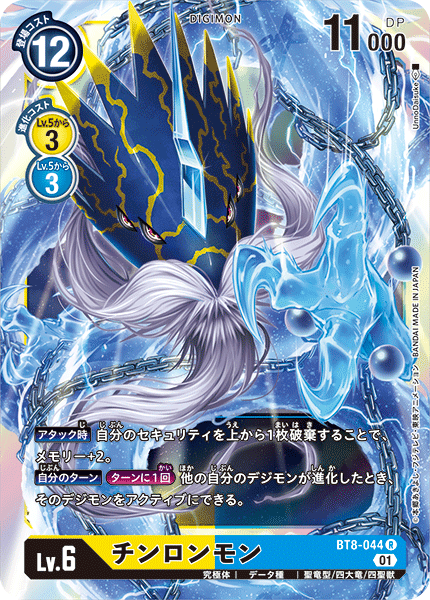 登場コスト
12
DIGIMON
11000
DP
進化コスト
Lv.5から
3
Lv.5から
3
UnnoDaisuke
©本郷あきよし・フジテレビ・東映アニメーション BANDAI MADE IN JAPAN
アタック時 自分のセキュリティを上から1枚破棄することで、
メモリー+2。
自分のターン ターンに1回 他の自分のデジモンが進化したとき、
そのデジモンをアクティブにできる。
BT8-044 R
Lv.6
チンロンモン
01
究極体 | データ種 | 聖竜型/四大竜/四聖獣